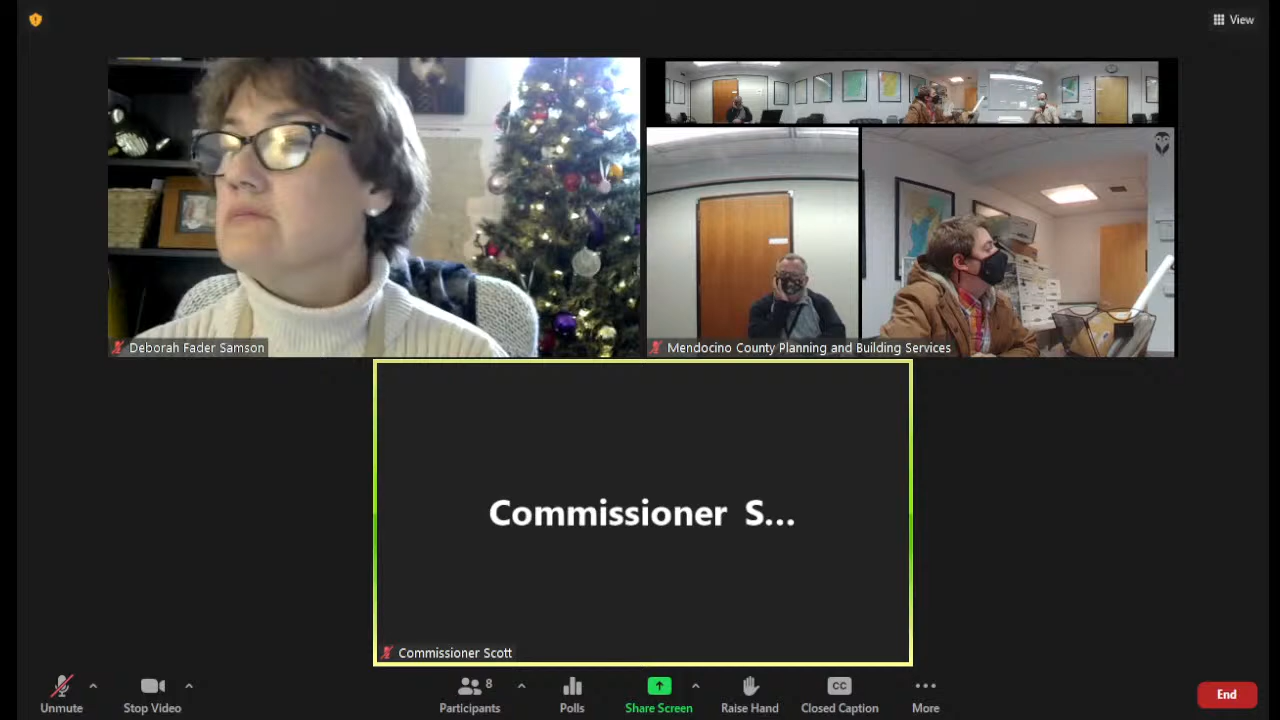 View
Deborah Fader Samson
Mendocino County Planning and Building Services
Commissioner S...
Commissioner Scott
Unmute
Stop Video
8
Participants
Polls
Share Screen
Raise Hand
CC
Closed Caption
More
End